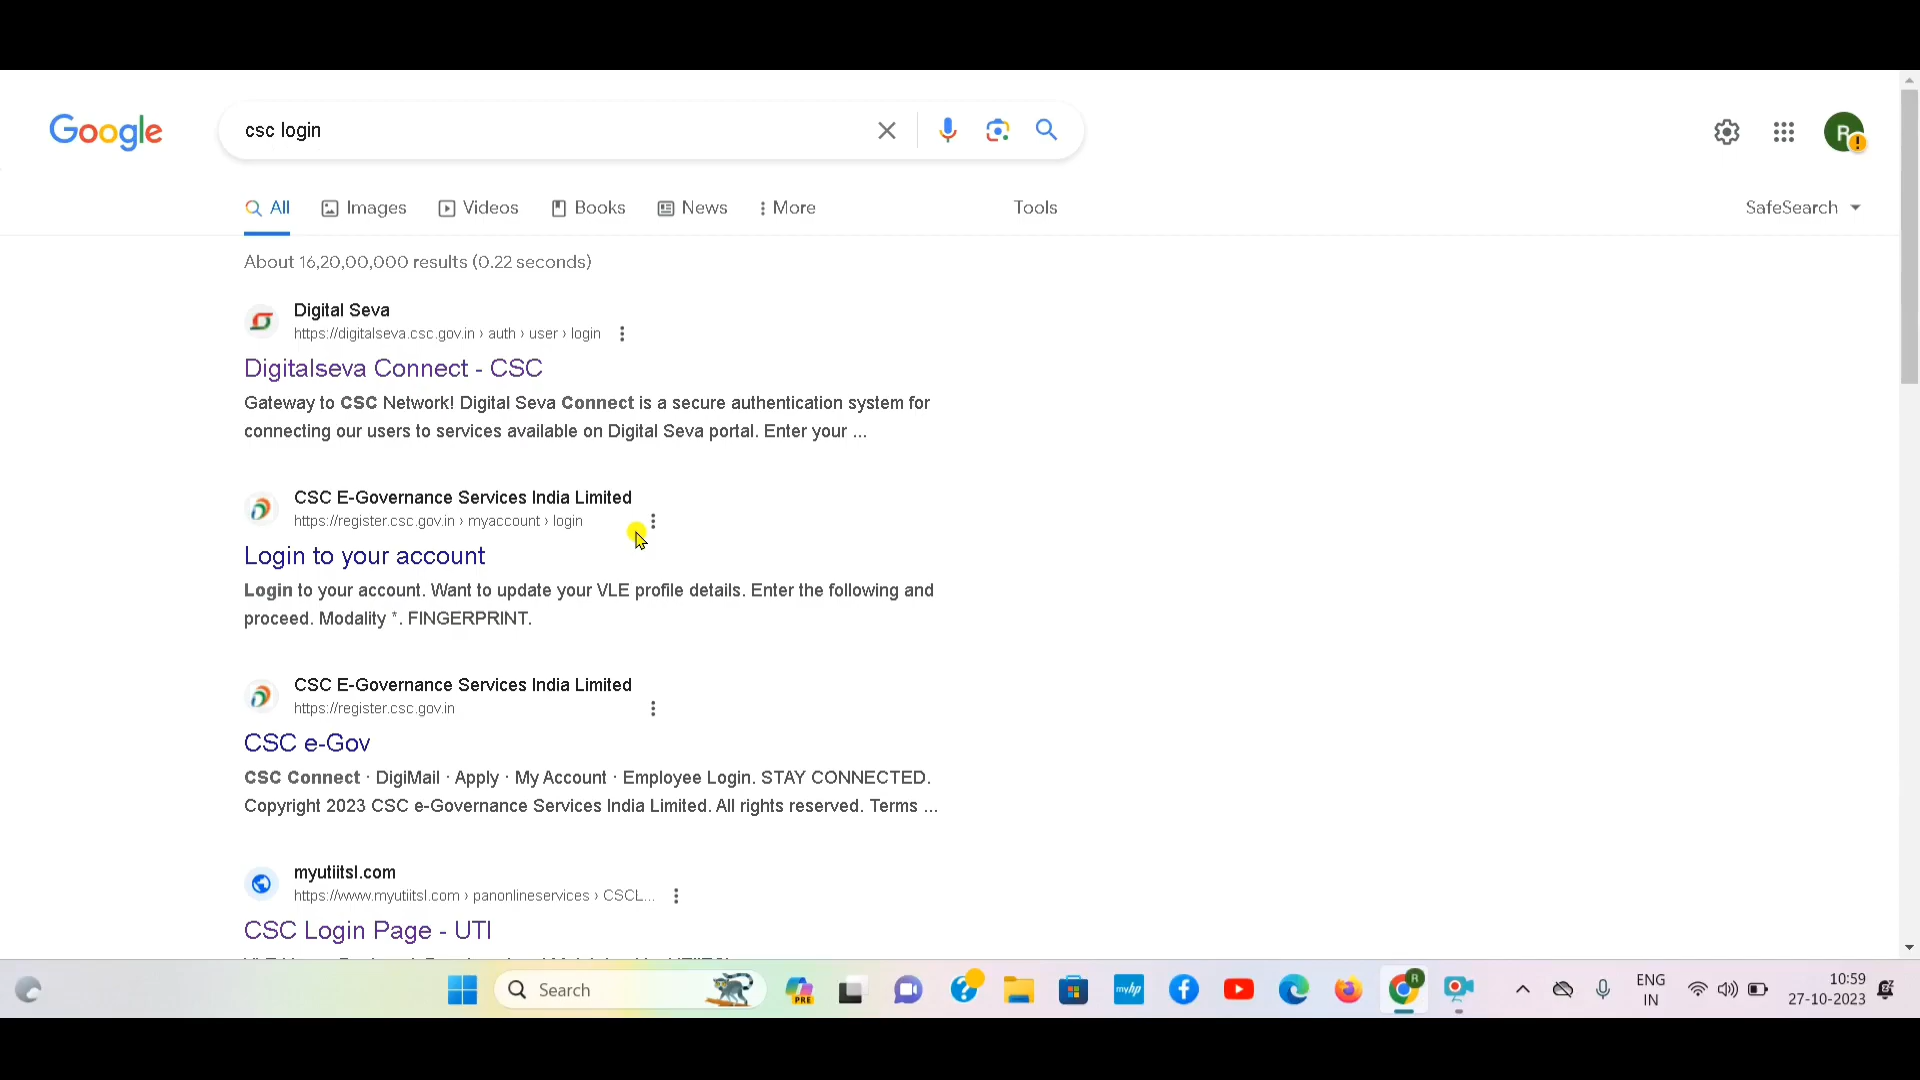 Google
csc login
All Images Videos Books News More Tools SafeSearch
R
About 16,20,00,000 results (0.22 seconds)
Digital Seva
https://digitalseva.csc.gov.in › auth › user › login
Digitalseva Connect - CSC
Gateway to CSC Network! Digital Seva Connect is a secure authentication system for
connecting our users to services available on Digital Seva portal. Enter your ...
CSC E-Governance Services India Limited
https://register.csc.gov.in › myaccount › login
Login to your account
Login to your account. Want to update your VLE profile details. Enter the following and
proceed. Modality *. FINGERPRINT.
CSC E-Governance Services India Limited
https://register.csc.gov.in
CSC e-Gov
CSC Connect · DigiMail · Apply · My Account · Employee Login. STAY CONNECTED.
Copyright 2023 CSC e-Governance Services India Limited. All rights reserved. Terms ...
myutiitsl.com
https://www.myutiitsl.com › panonlineservices › CSCL...
CSC Login Page - UTI
Search PRE myhp R ENG 10:59
IN 27-10-2023